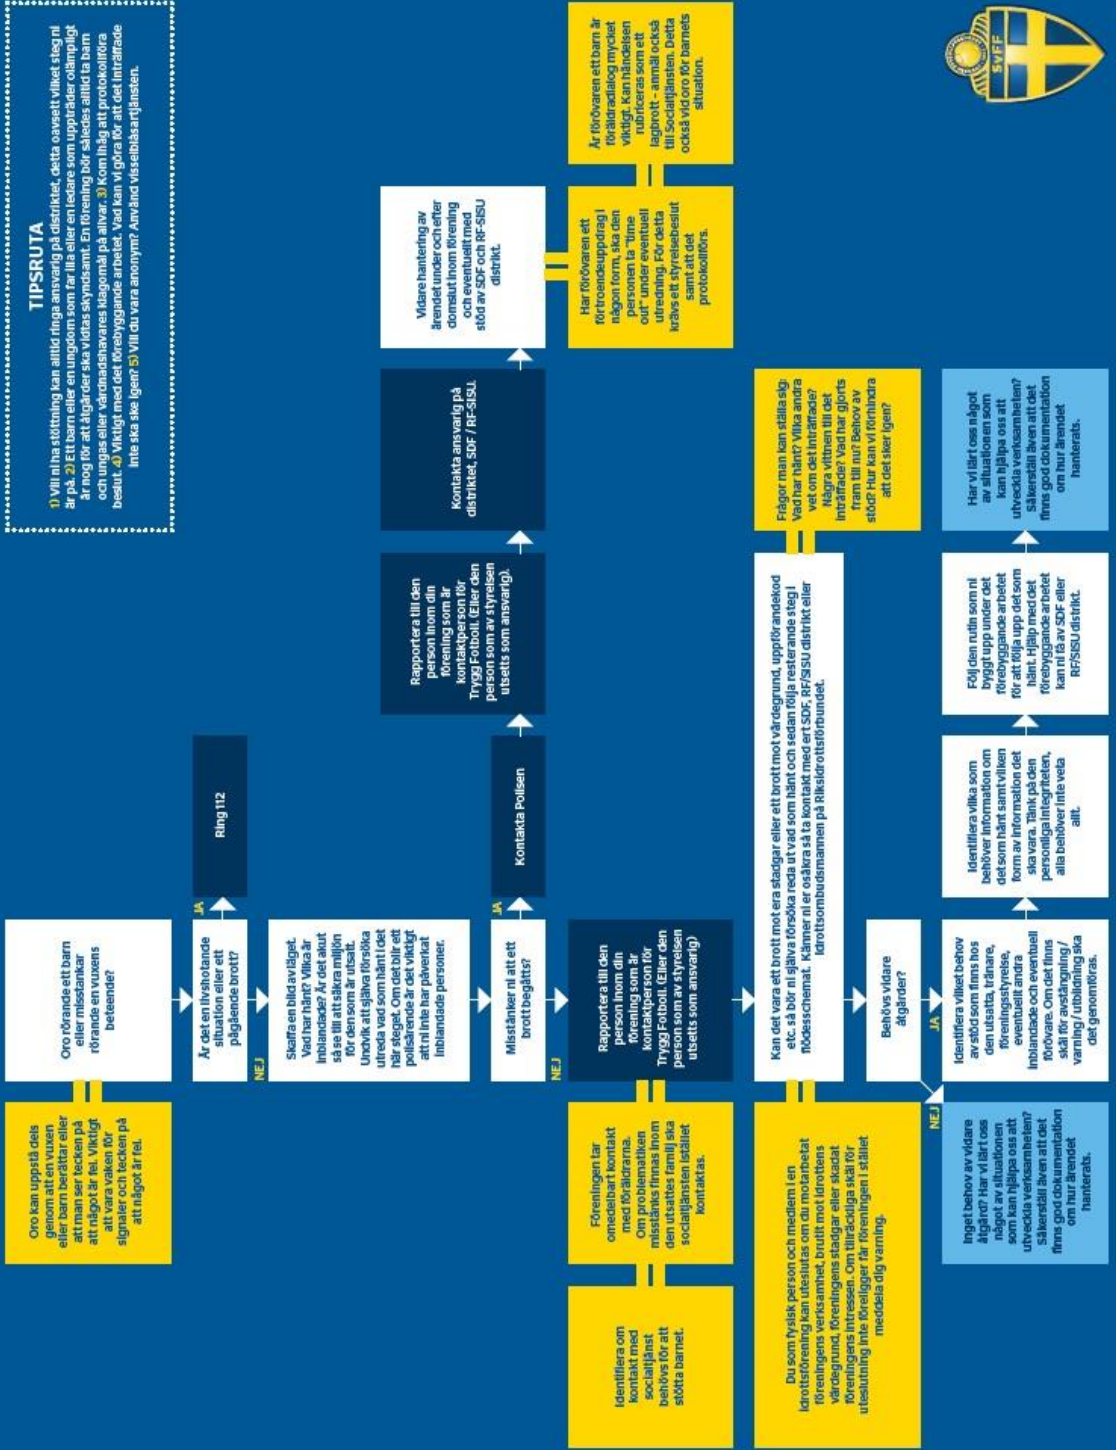 TIPSRUTA
1) Vill ni ha stöttning kan alltid ringa ansvarig på distriktet, detta oavsett vilket steg ni
är på. 2) Ett barn eller en ungdom som far illa eller en ledare som uppträder olämpligt
är nog för att åtgärder ska vidtas skyndsamt. En förening bör således alltid ta barn
och ungas eller vårdnadshavares klagomål på allvar. 3) Kom ihåg att protokollföra
beslut. 4) Viktigt med det förebyggande arbetet. Vad kan vi göra för att det inträffade
inte ska ske igen? 5) Vill du vara anonym? Använd visselblåsartjänsten.
Oro kan uppstå dels
genom att en vuxen
eller barn berättar eller
att man ser tecken på
att något är fel. Viktigt
att vara vaken för
signaler och tecken på
att något är fel.
Oro rörande ett barn
eller misstankar
rörande en vuxens
beteende?
Är det en livshotande
situation eller ett
pågående brott?
JA
Ring 112
NEJ
Skaffa en bild av läget.
Vad har hänt? Vilka är
inblandade? Är det akut
så se till att säkra miljön
för den som är utsatt.
Undvik att själva försöka
utreda vad som hänt i det
här steget. Om det blir ett
polisärende är det viktigt
att ni inte har påverkat
inblandade personer.
Misstänker ni att ett
brott begåtts?
JA
Kontakta Polisen
Rapportera till den
person inom din
förening som är
kontaktperson för
Trygg Fotboll. (Eller den
person som av styrelsen
utsetts som ansvarig).
Kontakta ansvarig på
distriktet, SDF / RF-SISU.
Vidare hantering av
ärendet under och efter
domslut inom förening
och eventuellt med
stöd av SDF och RF-SISU
distrikt.
NEJ
Identifiera om
kontakt med
socialtjänst
behövs för att
stötta barnet.
Föreningen tar
omedelbart kontakt
med föräldrarna.
Om problematiken
misstänks finnas inom
den utsattes familj ska
socialtjänsten istället
kontaktas.
Rapportera till den
person inom din
förening som är
kontaktperson för
Trygg Fotboll. (Eller den
person som av styrelsen
utsetts som ansvarig)
Har förövaren ett
förtroendeuppdrag i
någon form, ska den
personen ta "time
out" under eventuell
utredning. För detta
krävs ett styrelsebeslut
samt att det
protokollförs.
Är förövaren ett barn är
föräldradialog mycket
viktigt. Kan händelsen
rubriceras som ett
lagbrott – anmäl också
till Socialtjänsten. Detta
också vid oro för barnets
situation.
Du som fysisk person och medlem i en
idrottsförening kan uteslutas om du motarbetat
föreningens verksamhet, brutit mot idrottens
värdegrund, föreningens stadgar eller skadat
föreningens intressen. Om tillräckliga skäl för
uteslutning inte föreligger får föreningen i stället
meddela dig varning.
Kan det vara ett brott mot era stadgar eller ett brott mot värdegrund, uppförandekod
etc. så bör ni själva försöka reda ut vad som hänt och sedan följa resterande steg i
flödesschemat. Känner ni er osäkra så ta kontakt med ert SDF, RF/SISU distrikt eller
Idrottsombudsmannen på Riksidrottsförbundet.
Frågor man kan ställa sig:
Vad har hänt? Vilka andra
vet om det inträffade?
Några vittnen till det
inträffade? Vad har gjorts
fram till nu? Behov av
stöd? Hur kan vi förhindra
att det sker igen?
Behövs vidare
åtgärder?
NEJ
JA
Inget behov av vidare
åtgärd? Har vi lärt oss
något av situationen
som kan hjälpa oss att
utveckla verksamheten?
Säkerställ även att det
finns god dokumentation
om hur ärendet
hanterats.
Identifiera vilket behov
av stöd som finns hos
den utsatta, tränare,
föreningsstyrelse,
eventuellt andra
inblandade och eventuell
förövare. Om det finns
skäl för avstängning /
varning / utbildning ska
det genomföras.
Identifiera vilka som
behöver information om
det som hänt samt vilken
form av information det
ska vara. Tänk på den
personliga integriteten,
alla behöver inte veta
allt.
Följ den rutin som ni
byggt upp under det
förebyggande arbetet
för att följa upp det som
hänt. Hjälp med det
förebyggande arbetet
kan ni få av SDF eller
RF/SISU distrikt.
Har vi lärt oss något
av situationen som
kan hjälpa oss att
utveckla verksamheten?
Säkerställ även att det
finns god dokumentation
om hur ärendet
hanterats.
SvFF